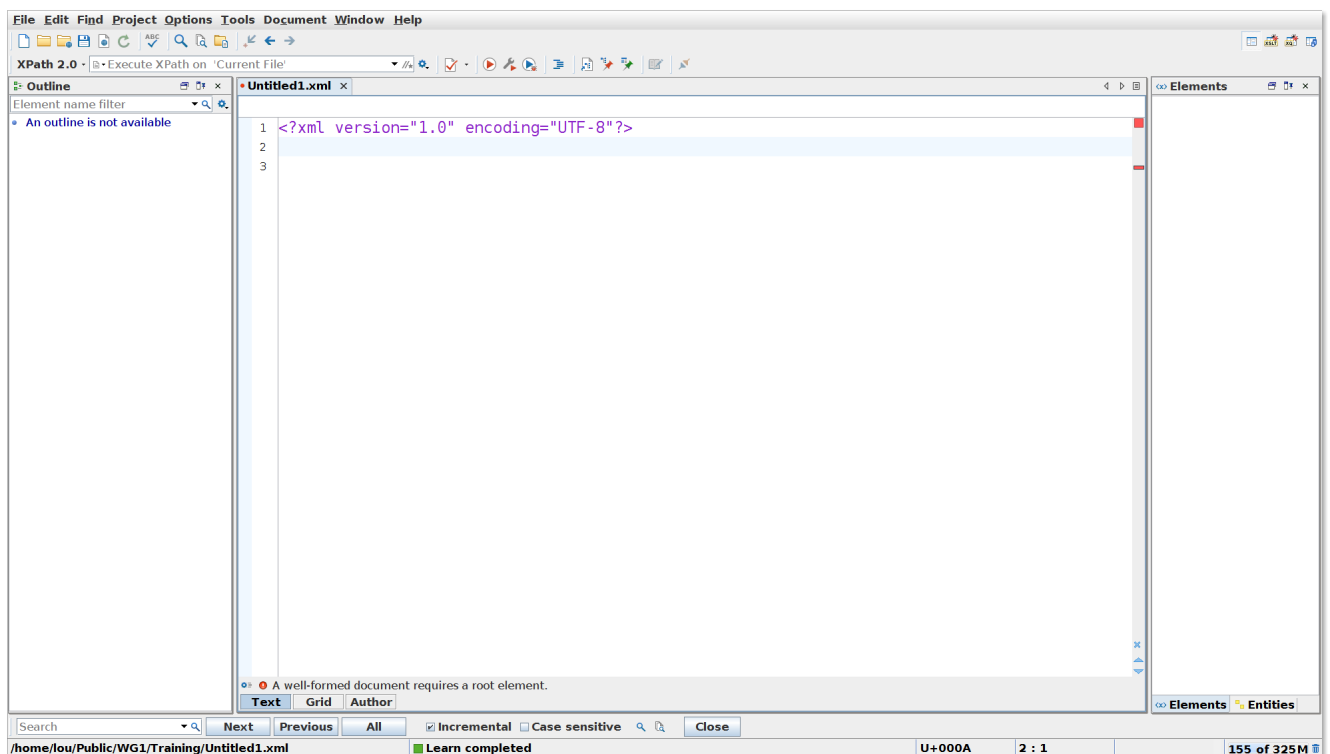 File Edit Find Project Options Tools Document Window Help
ABC
XPath 2.0 Execute XPath on 'Current File'
Outline
Element name filter
An outline is not available
Untitled1.xml
1 <?xml version="1.0" encoding="UTF-8"?>
2
3
A well-formed document requires a root element.
Text Grid Author
Elements
Elements Entities
Search Next Previous All Incremental Case sensitive Close
/home/lou/Public/WG1/Training/Untitled1.xml Learn completed U+000A 2 : 1 155 of 325M